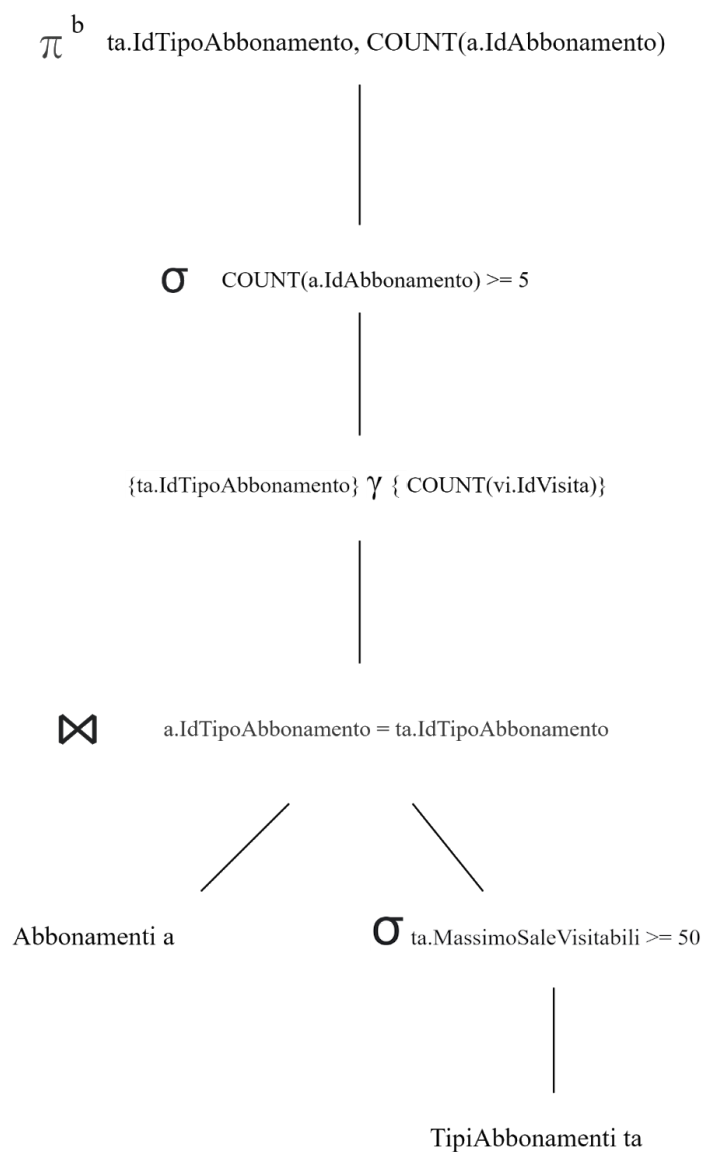 π b ta.IdTipoAbbonamento, COUNT(a.IdAbbonamento)
σ COUNT(a.IdAbbonamento) >= 5
{ta.IdTipoAbbonamento} γ { COUNT(vi.IdVisita)}
⋈ a.IdTipoAbbonamento = ta.IdTipoAbbonamento
Abbonamenti a
σ ta.MassimoSaleVisitabili >= 50
TipiAbbonamenti ta